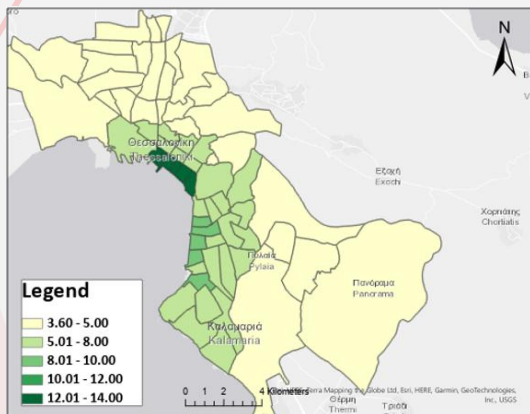 N
Θεσσαλονίκη
Thessaloniki
Εξοχή
Exochi
Χορτιάτης
Chortiatis
Πυλαία
Pylaia
Πανόραμα
Panorama
Καλαμαριά
Kalamaria
Legend
3.60 - 5.00
5.01 - 8.00
8.01 - 10.00
10.01 - 12.00
12.01 - 14.00
0 1 2 4 Kilometers
Terra Mapping the Globe Ltd, Esri, HERE, Garmin, GeoTechnologies,
Inc., USGS
Θέρμη
Thermi
Τριάδι